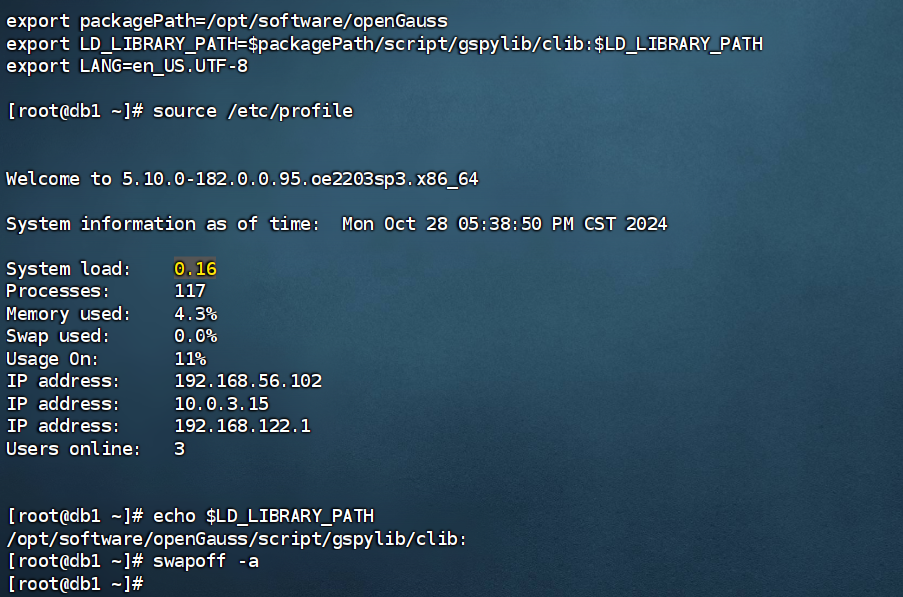 export packagePath=/opt/software/openGauss
export LD_LIBRARY_PATH=$packagePath/script/gspylib/clib:$LD_LIBRARY_PATH
export LANG=en_US.UTF-8
[root@db1 ~]# source /etc/profile
Welcome to 5.10.0-182.0.0.95.oe2203sp3.x86_64
System information as of time:  Mon Oct 28 05:38:50 PM CST 2024
System load:    0.16
Processes:      117
Memory used:    4.3%
Swap used:      0.0%
Usage On:       11%
IP address:     192.168.56.102
IP address:     10.0.3.15
IP address:     192.168.122.1
Users online:   3
[root@db1 ~]# echo $LD_LIBRARY_PATH
/opt/software/openGauss/script/gspylib/clib:
[root@db1 ~]# swapoff -a
[root@db1 ~]#